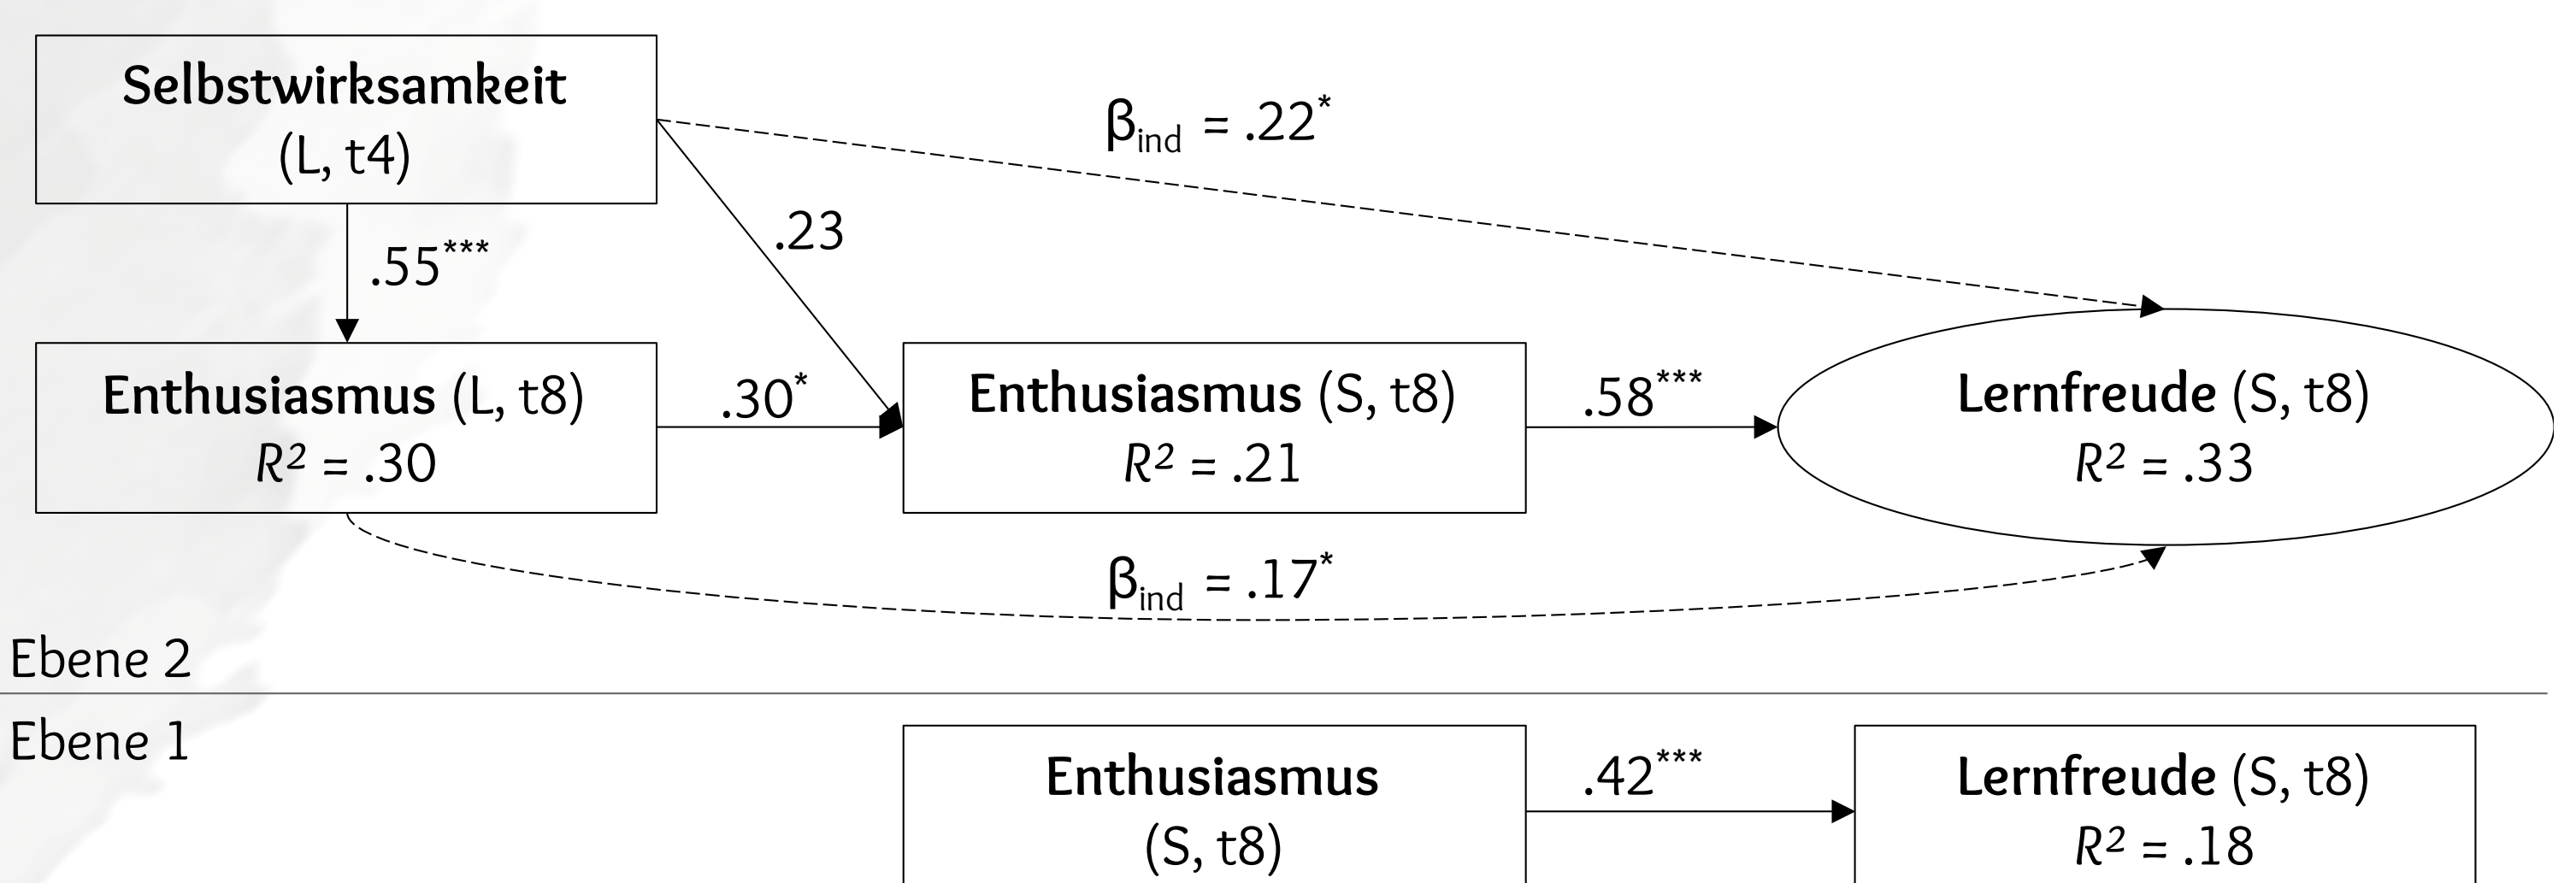 Selbstwirksamkeit
(L, t4)
βind = .22*
.23
.55***
Enthusiasmus (L, t8)
R² = .30
.30*
Enthusiasmus (S, t8)
R² = .21
.58***
Lernfreude (S, t8)
R² = .33
βind = .17*
Ebene 2
Ebene 1
Enthusiasmus
(S, t8)
.42***
Lernfreude (S, t8)
R² = .18